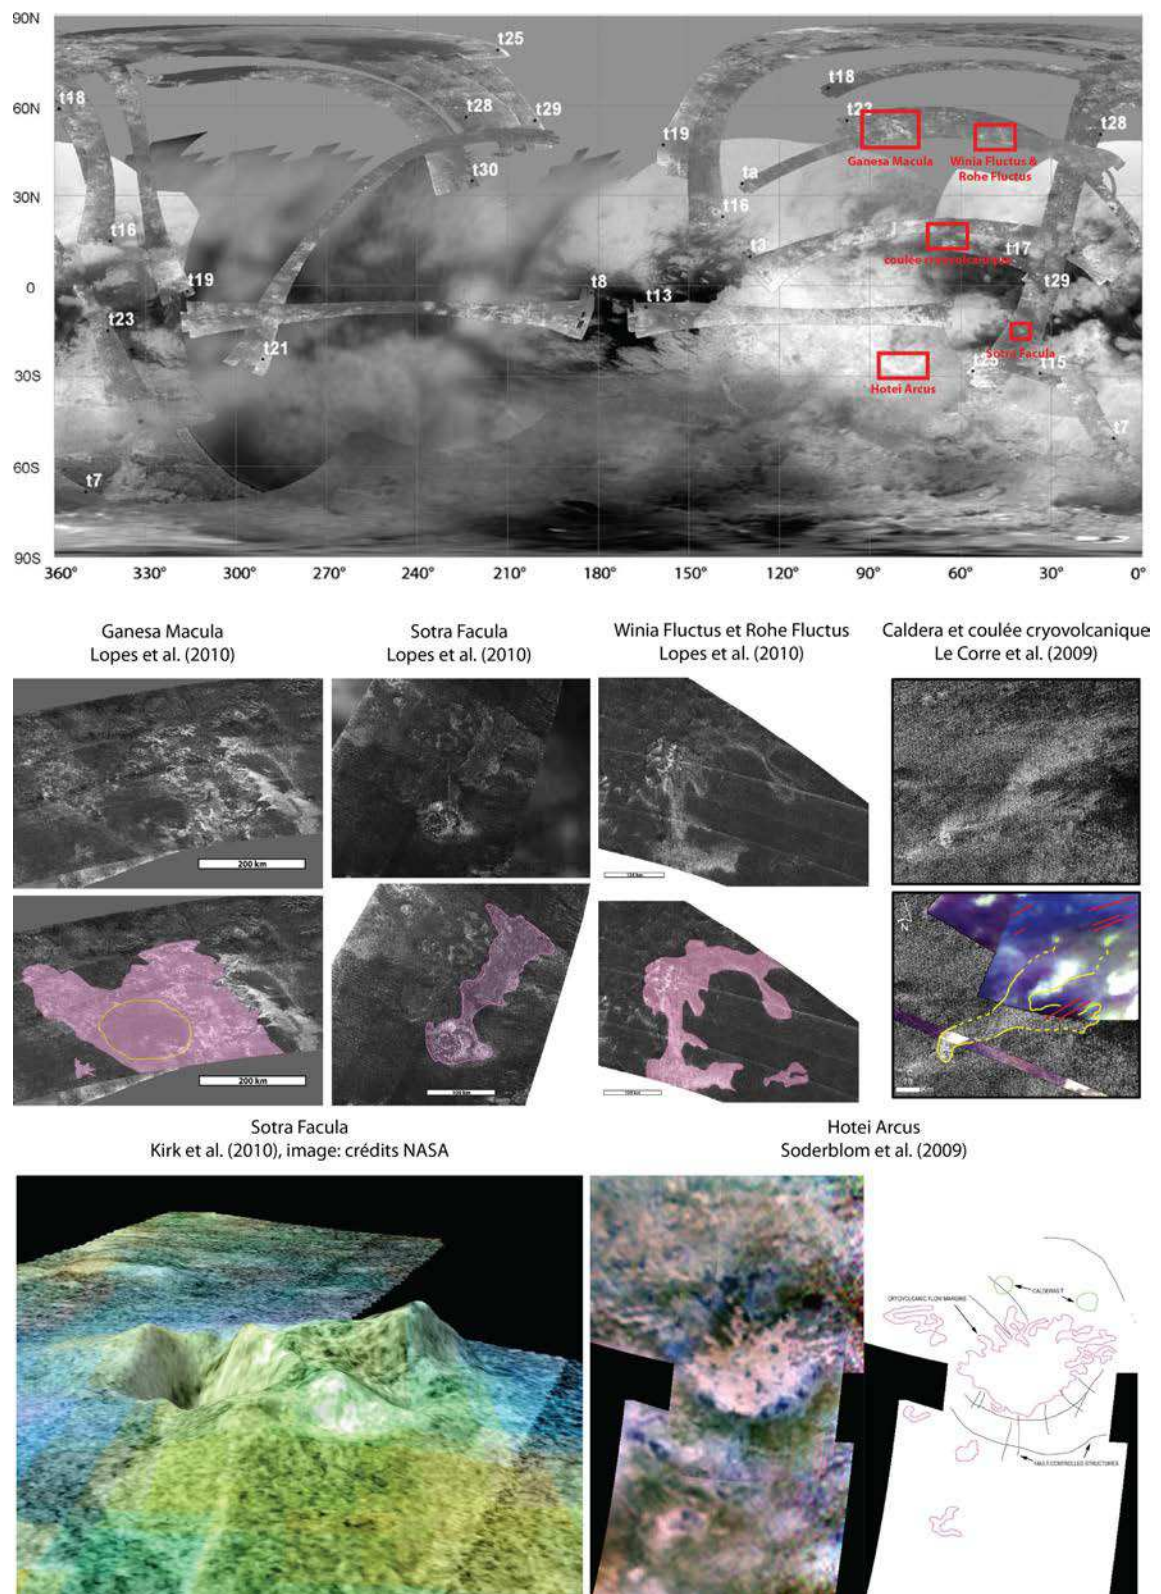 90N
t25
t18
t18
t28
t29
t22
t28
60N
t19
Ganesa Macula
Winia Fluctus &
Rohe Fluctus
t30
ta
30N
t16
t16
t3
t17
coulée cryovolcanique
t19
t8
t13
t29
0
t23
t21
Sotra Facula
t25
t15
30S
Hotei Arcus
t7
60S
t7
90S
360° 330° 300° 270° 240° 210° 180° 150° 120° 90° 60° 30° 0°
Ganesa Macula
Lopes et al. (2010)
Sotra Facula
Lopes et al. (2010)
Winia Fluctus et Rohe Fluctus
Lopes et al. (2010)
Caldera et coulée cryovolcanique
Le Corre et al. (2009)
200 km
200 km
N
Sotra Facula
Kirk et al. (2010), image: crédits NASA
Hotei Arcus
Soderblom et al. (2009)
CALDERAS?
CRYOVOLCANIC FLOW MARGINS
FAULT-CONTROLLED STRUCTURES